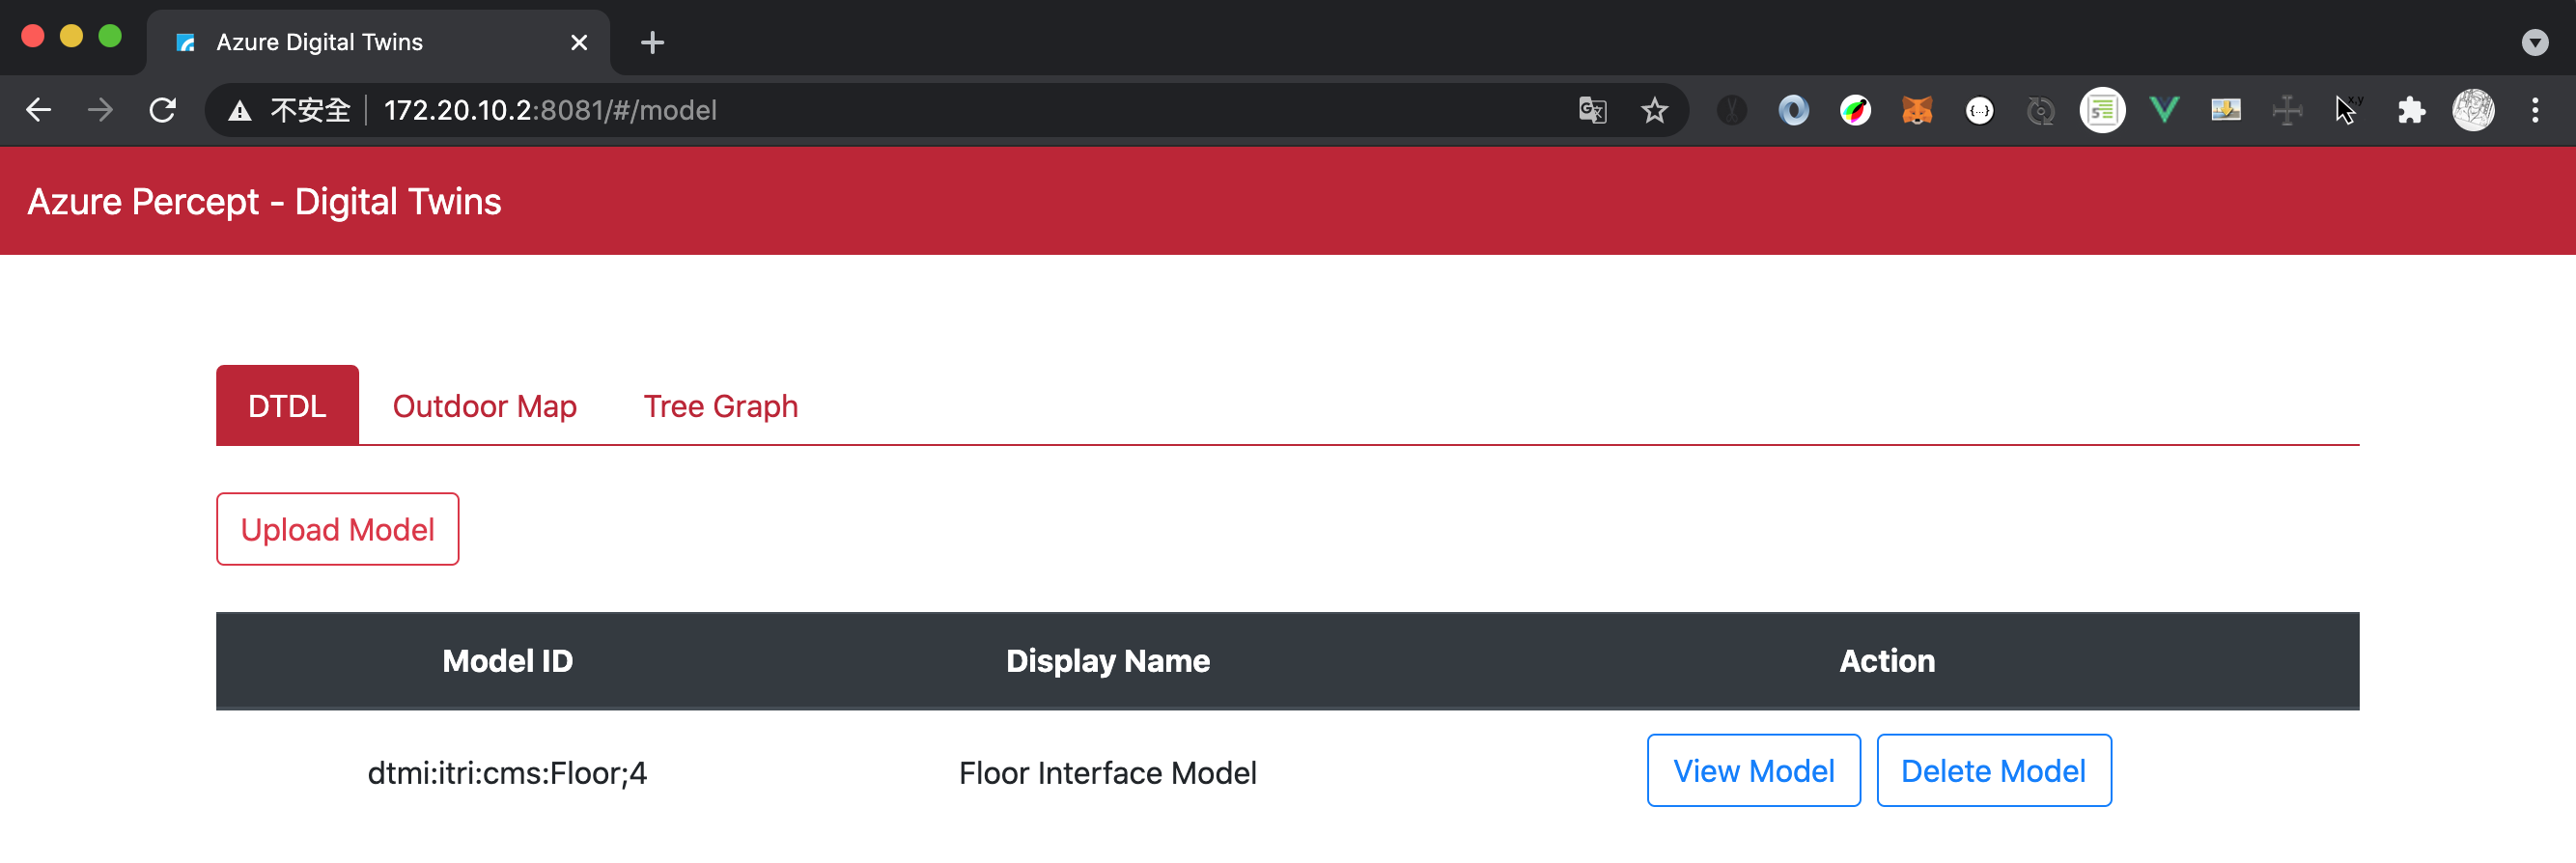 Azure Digital Twins
不安全 172.20.10.2:8081/#/model
Azure Percept - Digital Twins
DTDL Outdoor Map Tree Graph
Upload Model
Model ID Display Name Action
dtmi:itri:cms:Floor;4 Floor Interface Model View Model Delete Model